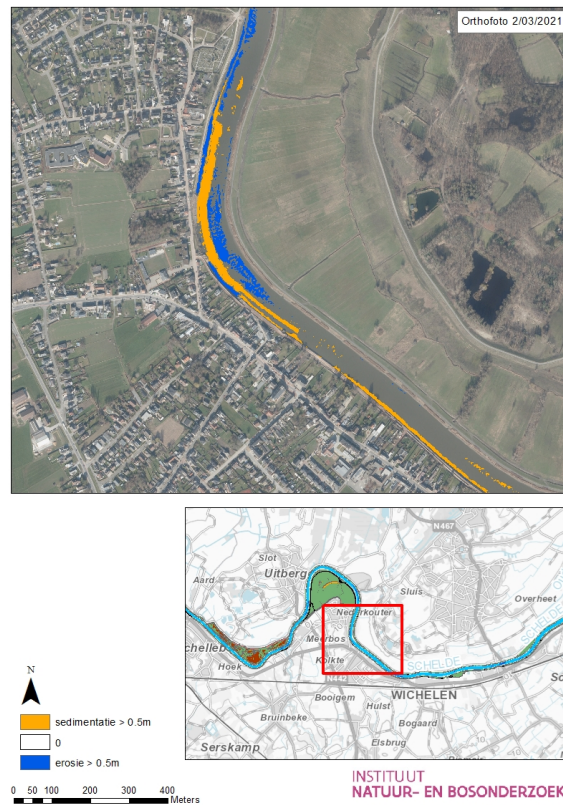 Orthofoto 2/03/2021
N467
Slot
Aard
Uitberg
Sluis
Overheet
Nederkouter
SCHELDE
Meerbos
chelleb
Hoek
Kolkte
N442
WICHELEN
Booigem
Hulst
Bruinbeke
Bogaard
Eisbrug
Serskamp
N
sedimentatie > 0.5m
0
erosie > 0.5m
0 50 100 200 300 400
Meters
INSTITUUT
NATUUR- EN BOSONDERZOEK